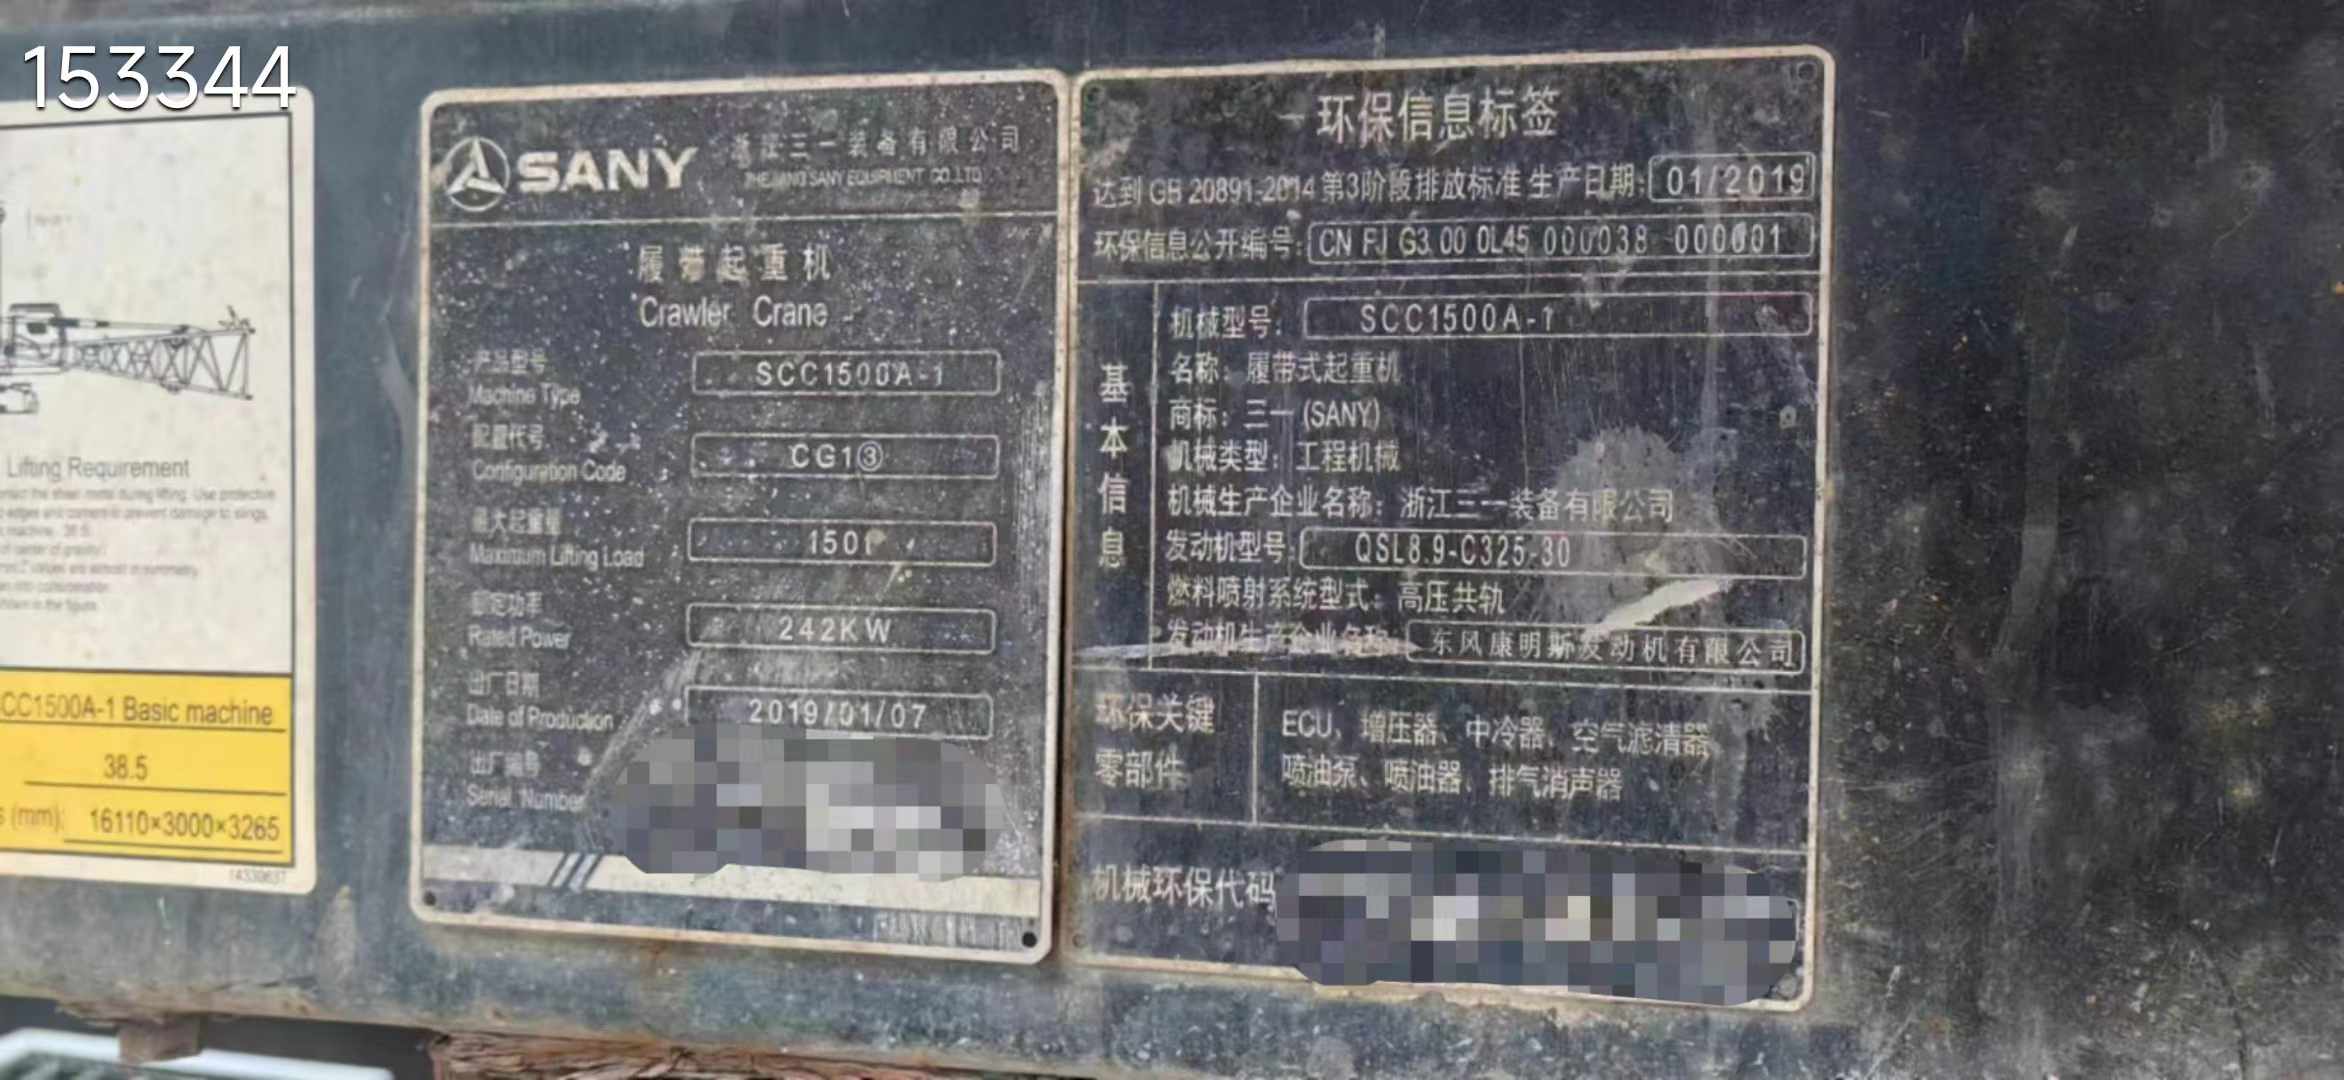 153344
Lifting Requirement
CC1500A-1 Basic machine
38.5
(mm): 16110×3000×3265
14330637
SANY 浙江三一装备有限公司
ZHEJIANG SANY EQUIPMENT CO.,LTD
履带起重机
Crawler Crane
产品型号
Machine Type SCC1500A-1
配置代号
Configuration Code CG1③
最大起重量
Maximum Lifting Load 150t
额定功率
Rated Power 242KW
出厂日期
Date of Production 2019/01/07
出厂编号
Serial Number
环保信息标签
达到 GB 20891-2014 第3阶段排放标准 生产日期: 01/2019
环保信息公开编号: CN FJ G3 00 0L45 000038 000001
基本信息
机械型号: SCC1500A-1
名称: 履带式起重机
商标: 三一 (SANY)
机械类型: 工程机械
机械生产企业名称: 浙江三一装备有限公司
发动机型号: QSL8.9-C325-30
燃料喷射系统型式: 高压共轨
发动机生产企业名称: 东风康明斯发动机有限公司
环保关键
零部件
ECU、增压器、中冷器、空气滤清器
喷油泵、喷油器、排气消声器
机械环保代码